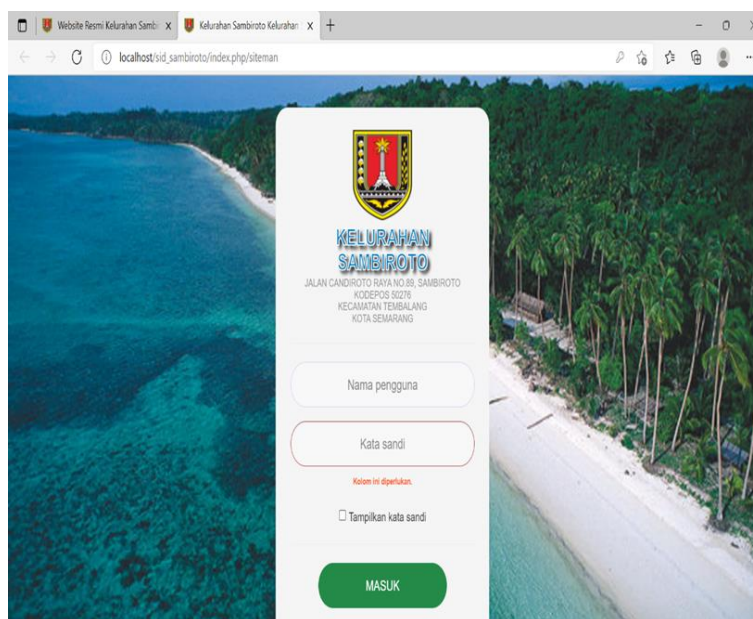 Website Resmi Kelurahan Sambi
Kelurahan Sambiroto Kelurahan
localhost/sid_sambiroto/index.php/siteman
KELURAHAN
SAMBIROTO
JALAN CANDIROTO RAYA NO.89, SAMBIROTO
KODEPOS 50276
KECAMATAN TEMBALANG
KOTA SEMARANG
Nama pengguna
Kata sandi
Kolom ini diperlukan.
Tampilkan kata sandi
MASUK